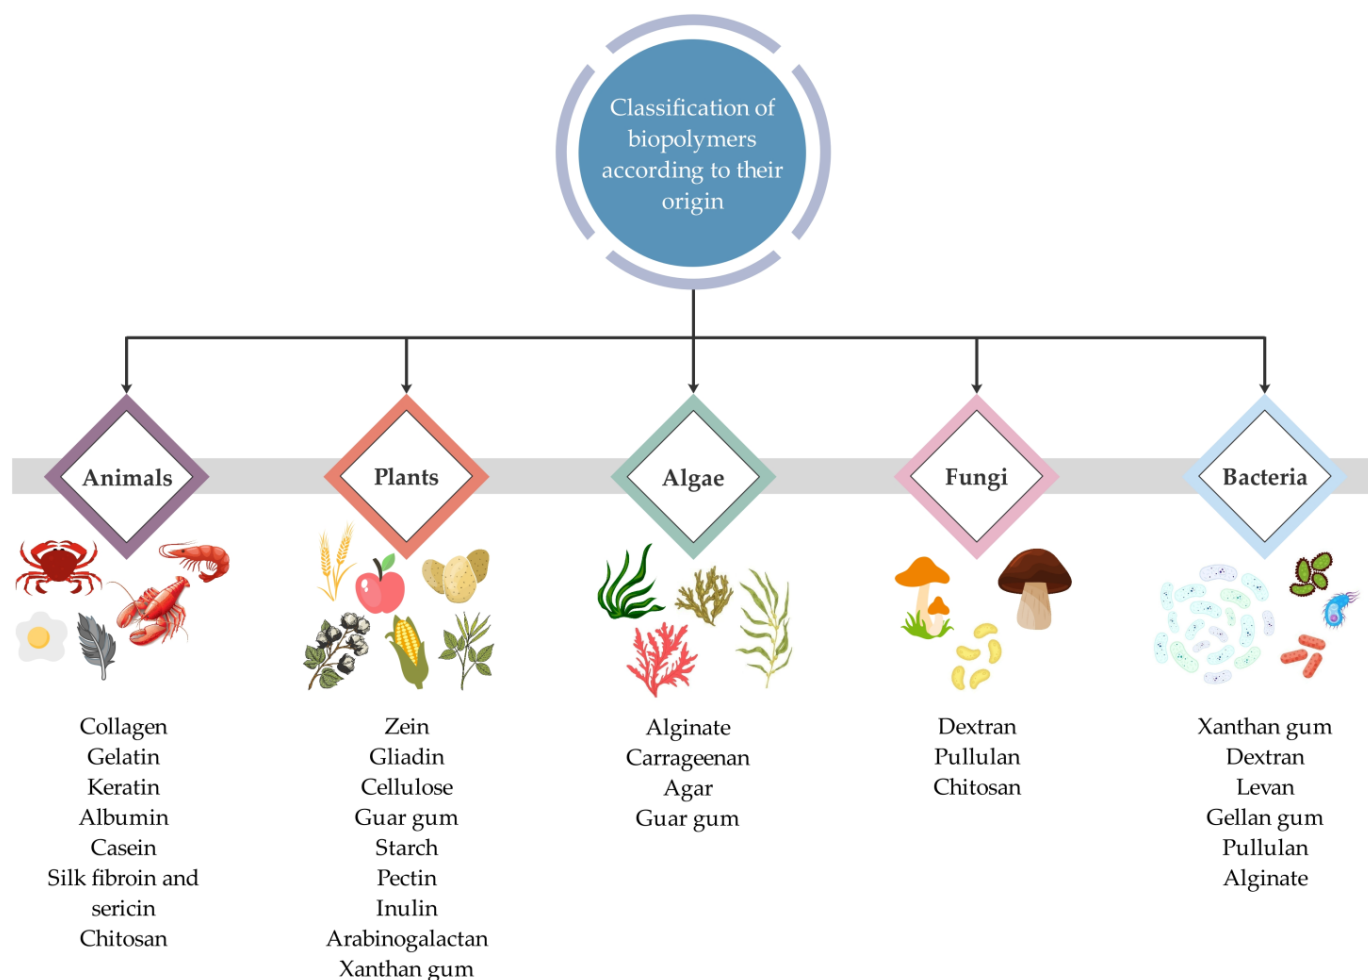 Classification of
biopolymers
according to their
origin
Animals
Plants
Algae
Fungi
Bacteria
Collagen
Gelatin
Keratin
Albumin
Casein
Silk fibroin and
sericin
Chitosan
Zein
Gliadin
Cellulose
Guar gum
Starch
Pectin
Inulin
Arabinogalactan
Xanthan gum
Alginate
Carrageenan
Agar
Guar gum
Dextran
Pullulan
Chitosan
Xanthan gum
Dextran
Levan
Gellan gum
Pullulan
Alginate